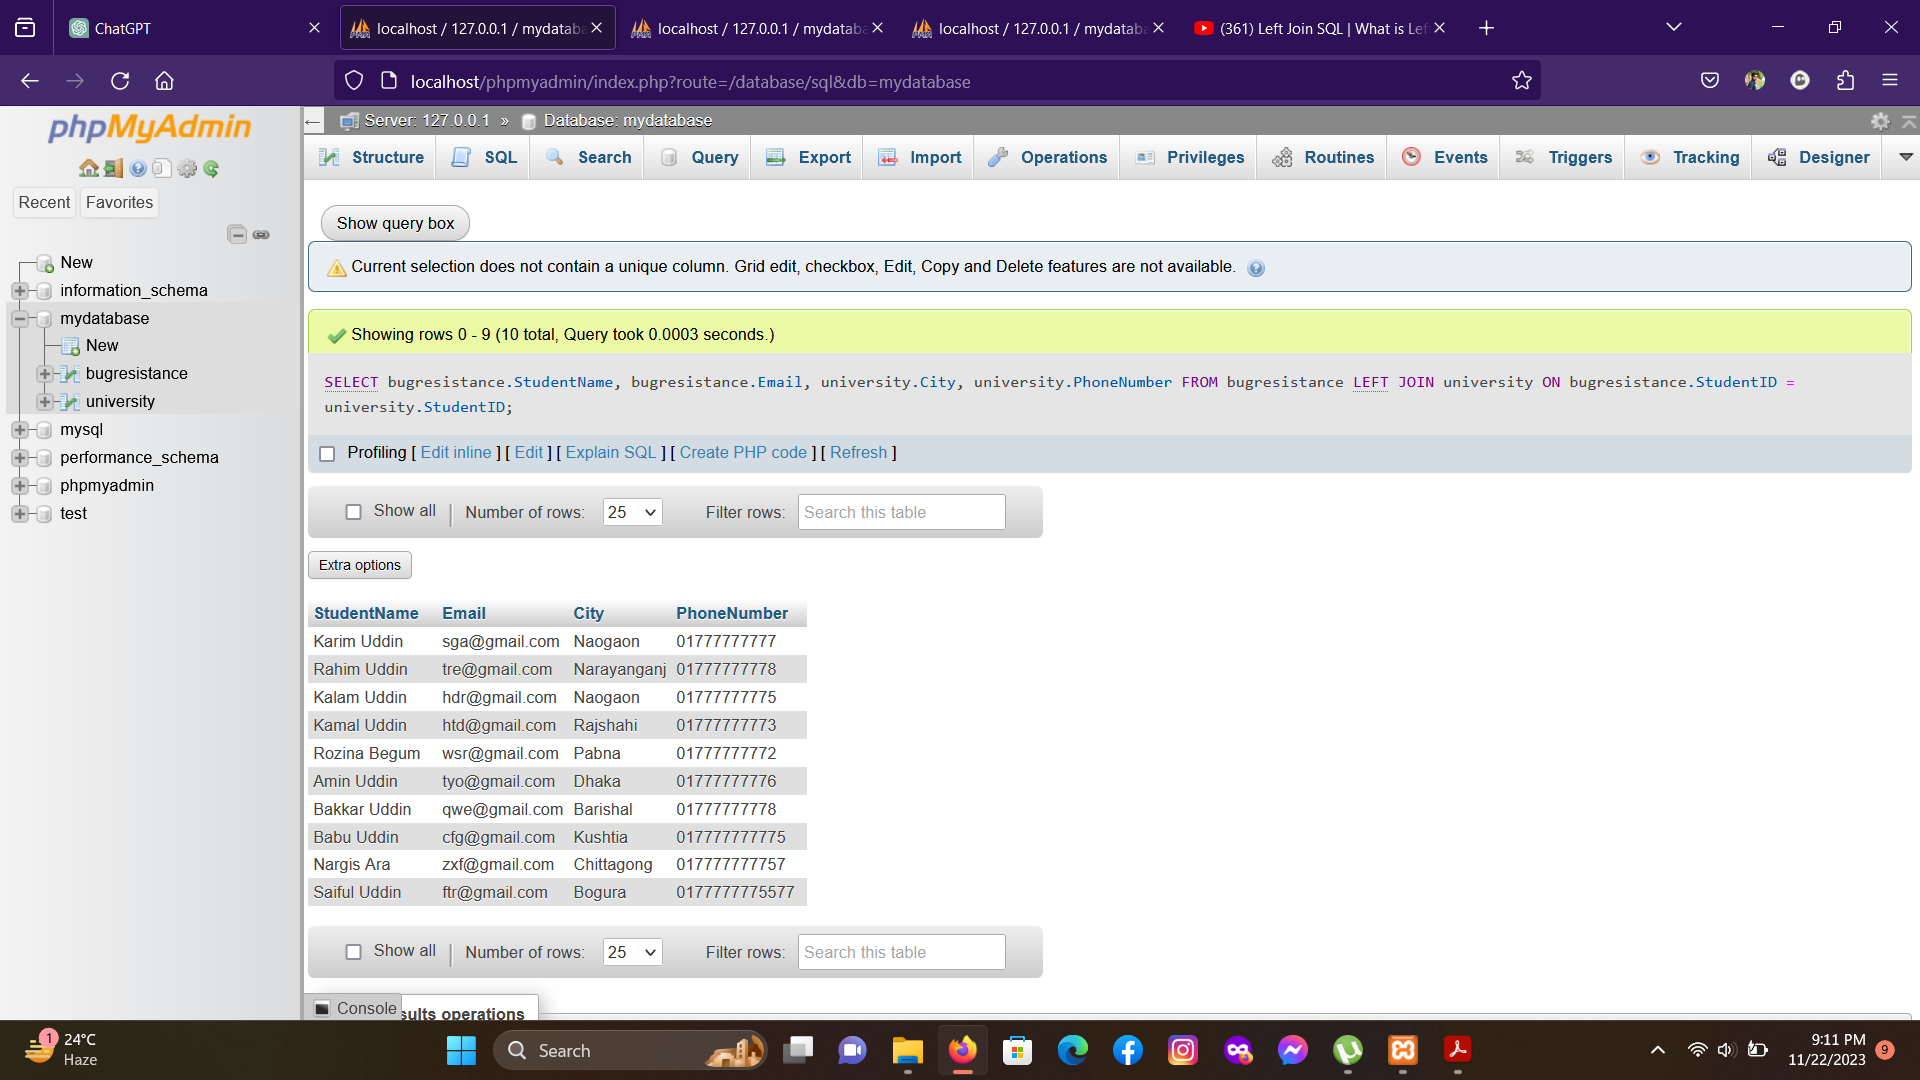 ChatGPT
localhost / 127.0.0.1 / mydataba
localhost / 127.0.0.1 / mydataba
localhost / 127.0.0.1 / mydataba
(361) Left Join SQL | What is Lef
localhost/phpmyadmin/index.php?route=/database/sql&db=mydatabase
phpMyAdmin
Recent
Favorites
New
information_schema
mydatabase
New
bugresistance
university
mysql
performance_schema
phpmyadmin
test
Server: 127.0.0.1 » Database: mydatabase
Structure SQL Search Query Export Import Operations Privileges Routines Events Triggers Tracking Designer
Show query box
Current selection does not contain a unique column. Grid edit, checkbox, Edit, Copy and Delete features are not available.
Showing rows 0 - 9 (10 total, Query took 0.0003 seconds.)
SELECT bugresistance.StudentName, bugresistance.Email, university.City, university.PhoneNumber FROM bugresistance LEFT JOIN university ON bugresistance.StudentID =
university.StudentID;
Profiling [ Edit inline ] [ Edit ] [ Explain SQL ] [ Create PHP code ] [ Refresh ]
Show all Number of rows: 25 Filter rows: Search this table
Extra options
StudentName Email City PhoneNumber
Karim Uddin sga@gmail.com Naogaon 01777777777
Rahim Uddin tre@gmail.com Narayanganj 01777777778
Kalam Uddin hdr@gmail.com Naogaon 01777777775
Kamal Uddin htd@gmail.com Rajshahi 01777777773
Rozina Begum wsr@gmail.com Pabna 01777777772
Amin Uddin tyo@gmail.com Dhaka 01777777776
Bakkar Uddin qwe@gmail.com Barishal 01777777778
Babu Uddin cfg@gmail.com Kushtia 017777777775
Nargis Ara zxf@gmail.com Chittagong 017777777757
Saiful Uddin ftr@gmail.com Bogura 0177777775577
Show all Number of rows: 25 Filter rows: Search this table
Console
sults operations
1
24°C
Haze
Search
9:11 PM
11/22/2023
9